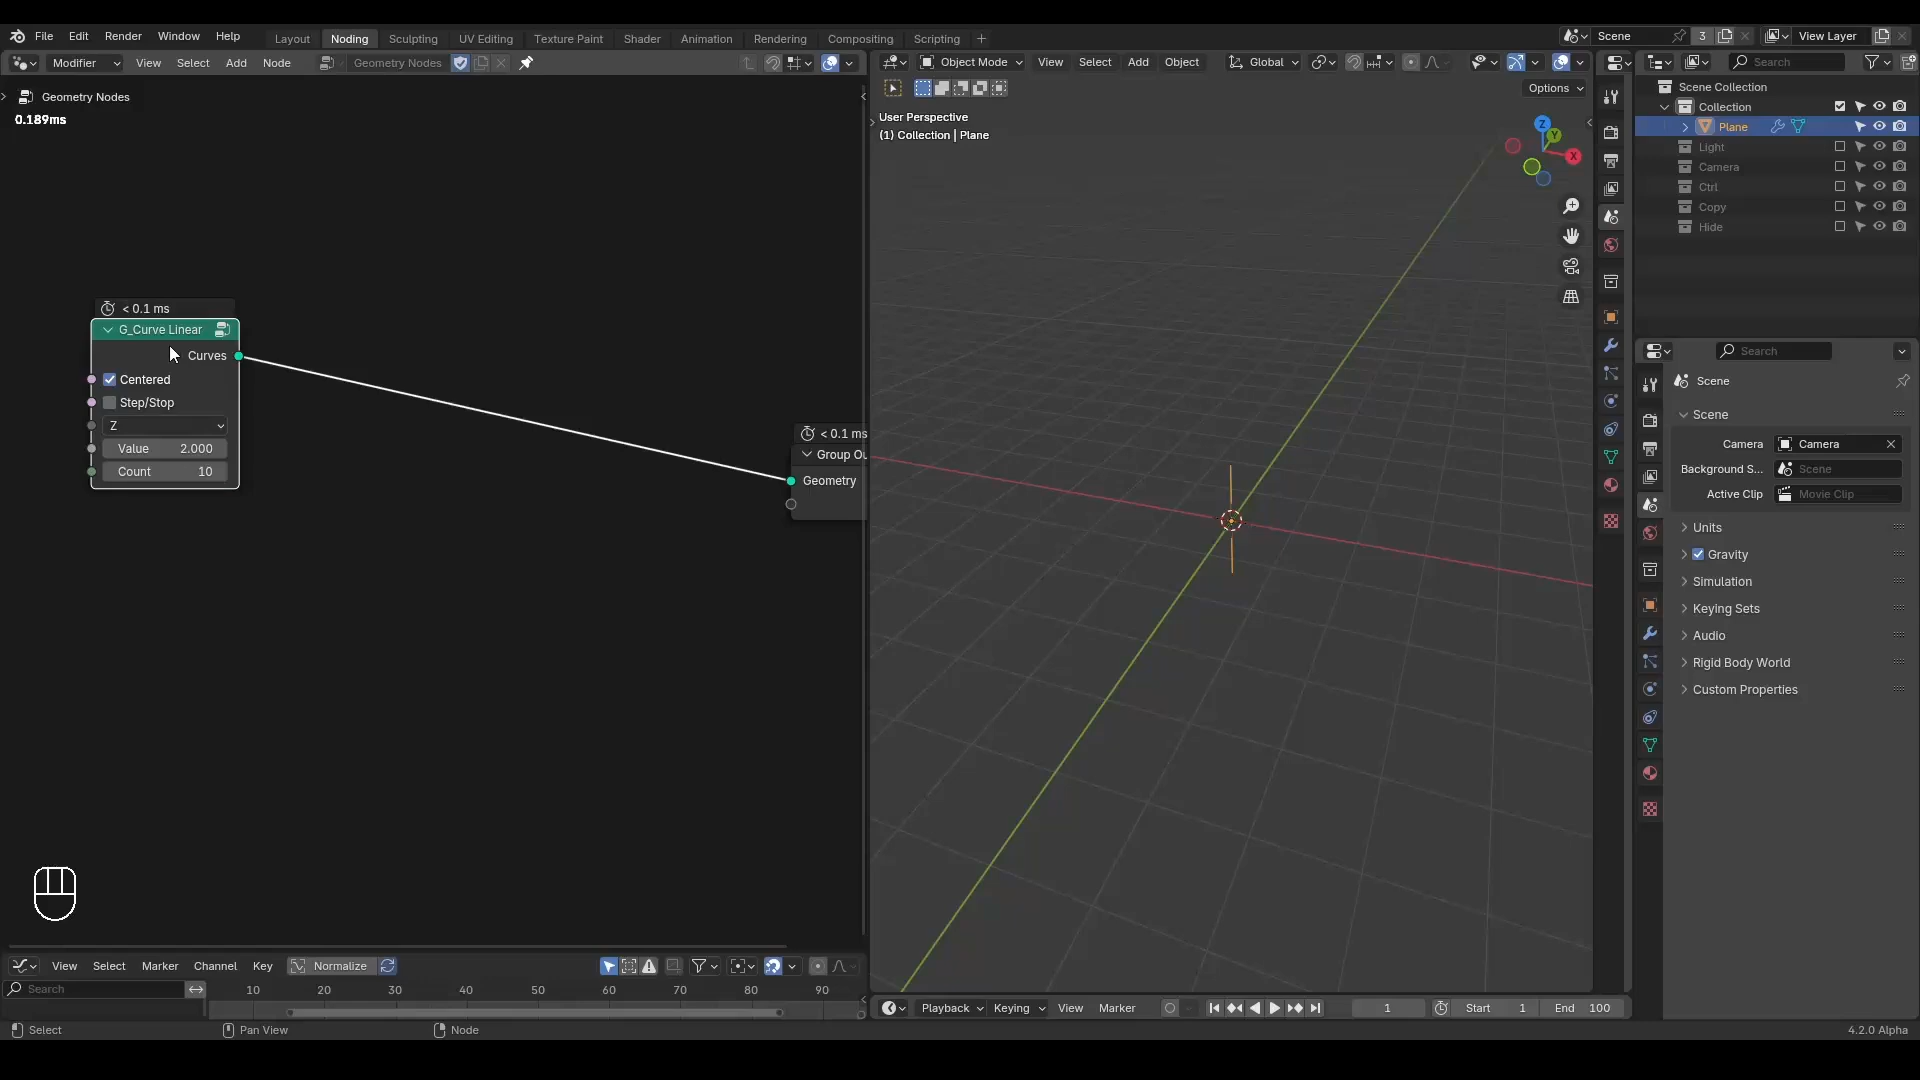 File Edit Render Window Help Layout Noding Sculpting UV Editing Texture Paint Shader Animation Rendering Compositing Scripting + Scene 3 View Layer
Modifier View Select Add Node Geometry Nodes
Object Mode View Select Add Object Global
Search
Options
Geometry Nodes
0.189ms
User Perspective
(1) Collection | Plane
Z
Y
X
Scene Collection
Collection
Plane
Light
Camera
Ctrl
Copy
Hide
< 0.1 ms
G_Curve Linear
Curves
Centered
Step/Stop
Z
Value 2.000
Count 10
< 0.1 ms
Group Ou
Geometry
Search
Scene
Scene
Camera Camera
Background S... Scene
Active Clip Movie Clip
Units
Gravity
Simulation
Keying Sets
Audio
Rigid Body World
Custom Properties
View Select Marker Channel Key Normalize
Search 10 20 30 40 50 60 70 80 90
Playback Keying View Marker 1 Start 1 End 100
Select Pan View Node 4.2.0 Alpha